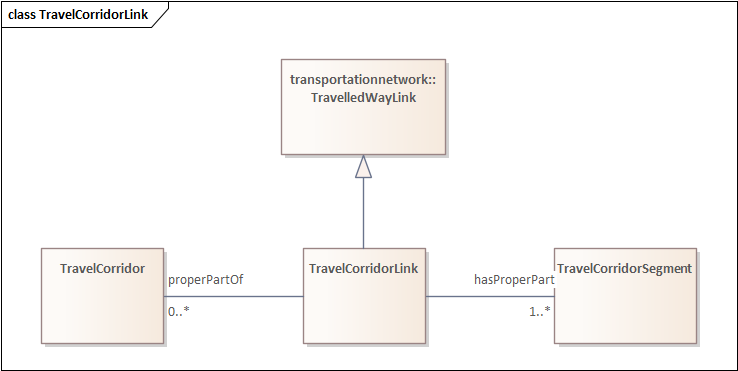 class TravelCorridorLink
transportationnetwork::
TravelledWayLink
TravelCorridor
properPartOf
0..*
TravelCorridorLink
hasProperPart
1..*
TravelCorridorSegment